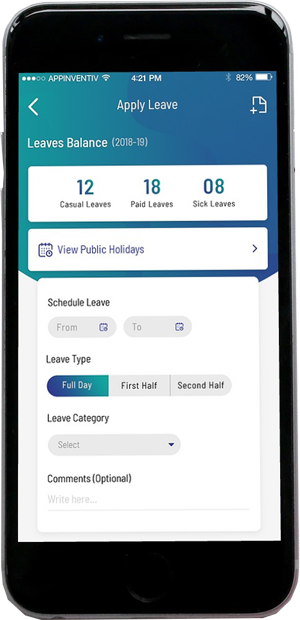 APPINVENTIV 4:21 PM 82%
Apply Leave
Leaves Balance (2018-19)
12 18 08
Casual Leaves Paid Leaves Sick Leaves
View Public Holidays
Schedule Leave
From To
Leave Type
Full Day First Half Second Half
Leave Category
Select
Comments (Optional)
Write here...